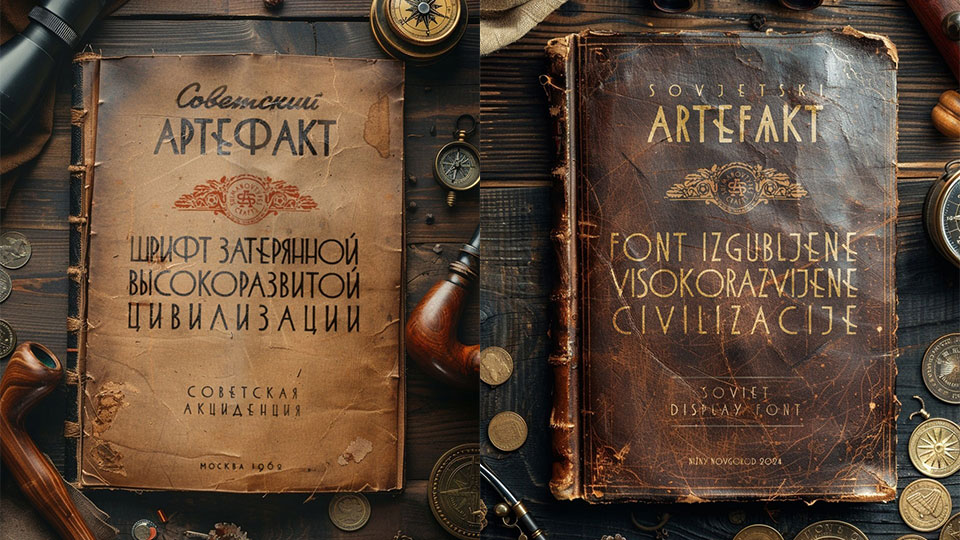 Советский
АРТЕФАКТ
ШРИФТ ЗАТЕРЯННОЙ
ВЫСОКОРАЗВИТОЙ
ЦИВИЛИЗАЦИИ
СОВЕТСКАЯ
АКЦИДЕНЦИЯ
МОСКВА 1962
SOVJETSKI
ARTEFAKT
FONT IZGUBLJENE
VISOKORAZVIJENE
CIVILIZACIJE
SOVIET
DISPLAY FONT
NIZNY NOVGOROD 2024